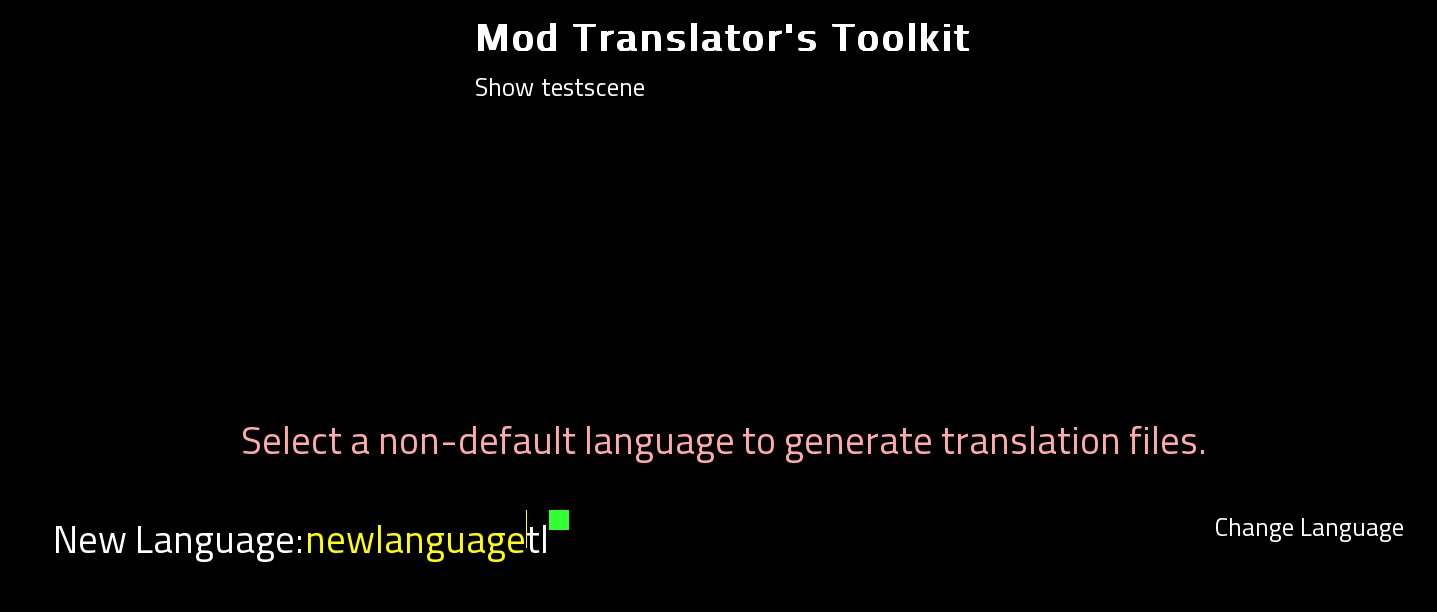 Mod Translator's Toolkit
Show testscene
Select a non-default language to generate translation files.
New Language:newlanguagetl
Change Language